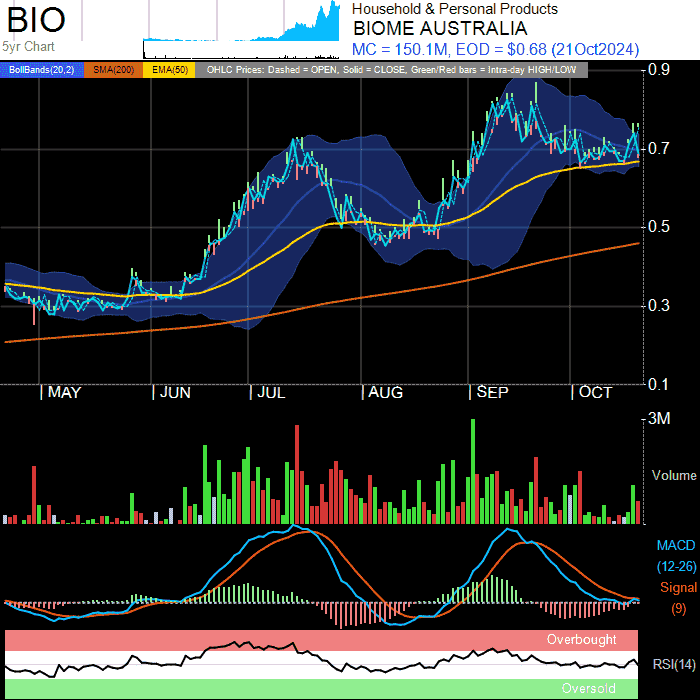 BIO
5yr Chart
Household & Personal Products
BIOME AUSTRALIA
MC = 150.1M, EOD = $0.68 (21Oct2024)
BollBands(20,2) SMA(200) EMA(50) OHLC Prices: Dashed = OPEN, Solid = CLOSE, Green/Red bars = Intra-day HIGH/LOW
0.9
0.7
0.5
0.3
0.1
MAY JUN JUL AUG SEP OCT
3M
Volume
MACD
(12-26)
Signal
(9)
Overbought
RSI(14)
Oversold